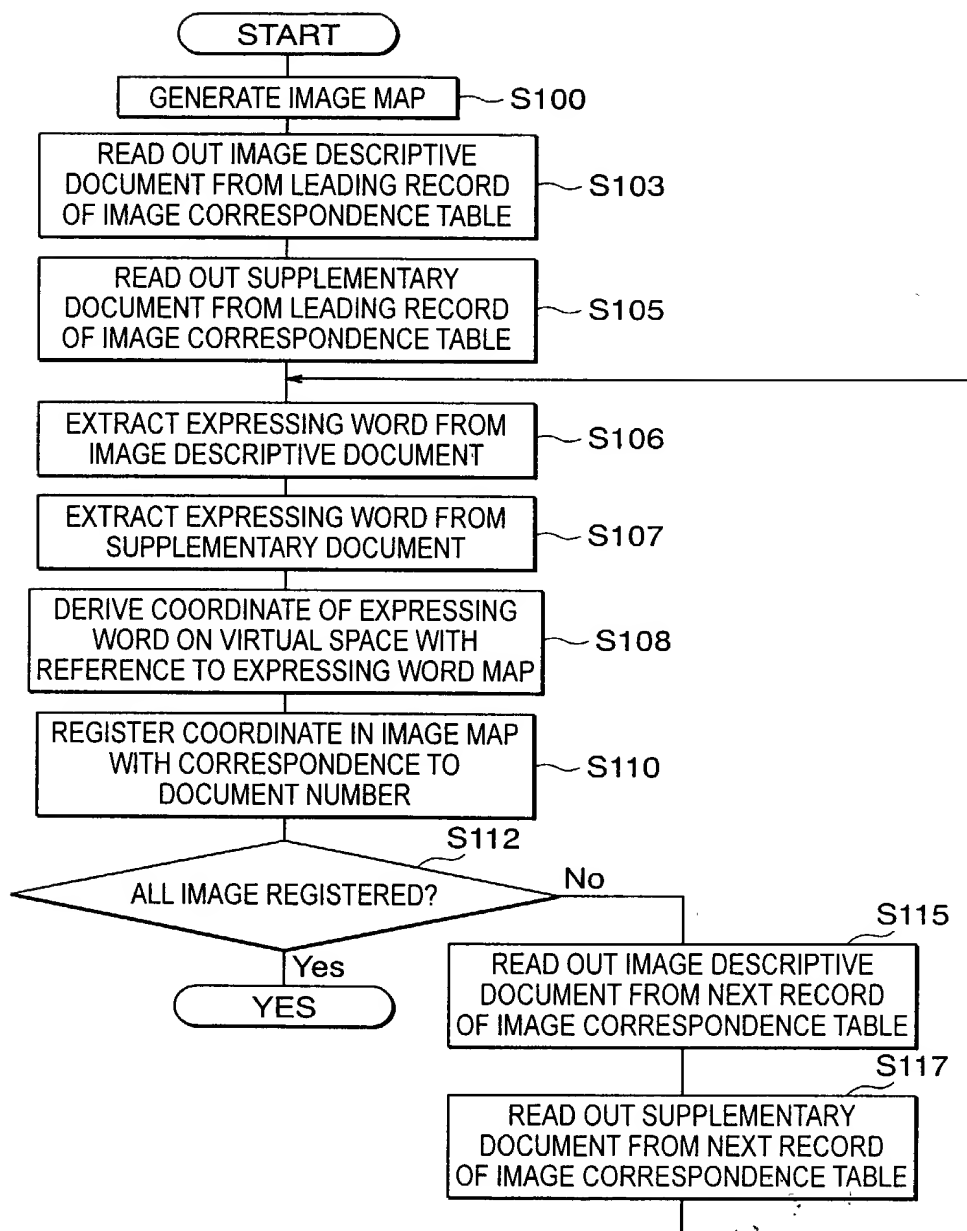 START
GENERATE IMAGE MAP
S100
READ OUT IMAGE DESCRIPTIVE
DOCUMENT FROM LEADING RECORD
OF IMAGE CORRESPONDENCE TABLE
S103
READ OUT SUPPLEMENTARY
DOCUMENT FROM LEADING RECORD
OF IMAGE CORRESPONDENCE TABLE
S105
EXTRACT EXPRESSING WORD FROM
IMAGE DESCRIPTIVE DOCUMENT
S106
EXTRACT EXPRESSING WORD FROM
SUPPLEMENTARY DOCUMENT
S107
DERIVE COORDINATE OF EXPRESSING
WORD ON VIRTUAL SPACE WITH
REFERENCE TO EXPRESSING WORD MAP
S108
REGISTER COORDINATE IN IMAGE MAP
WITH CORRESPONDENCE TO
DOCUMENT NUMBER
S110
S112
ALL IMAGE REGISTERED?
No
Yes
YES
S115
READ OUT IMAGE DESCRIPTIVE
DOCUMENT FROM NEXT RECORD
OF IMAGE CORRESPONDENCE TABLE
S117
READ OUT SUPPLEMENTARY
DOCUMENT FROM NEXT RECORD
OF IMAGE CORRESPONDENCE TABLE